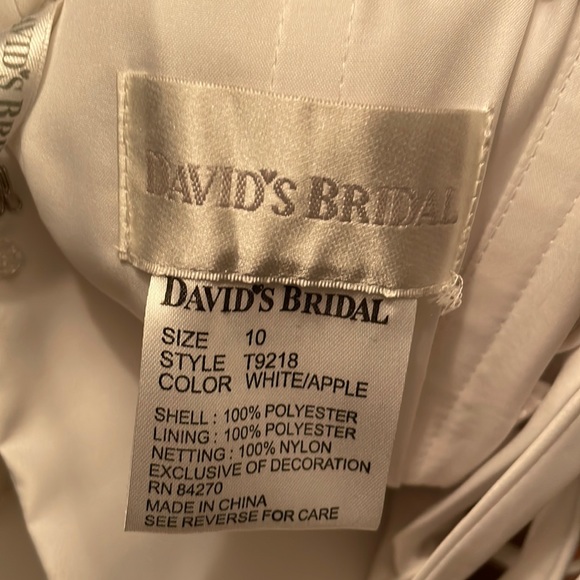 DAVID'S BRIDAL
DAVID'S BRIDAL
SIZE 10
STYLE T9218
COLOR WHITE/APPLE
SHELL : 100% POLYESTER
LINING : 100% POLYESTER
NETTING : 100% NYLON
EXCLUSIVE OF DECORATION
RN 84270
MADE IN CHINA
SEE REVERSE FOR CARE